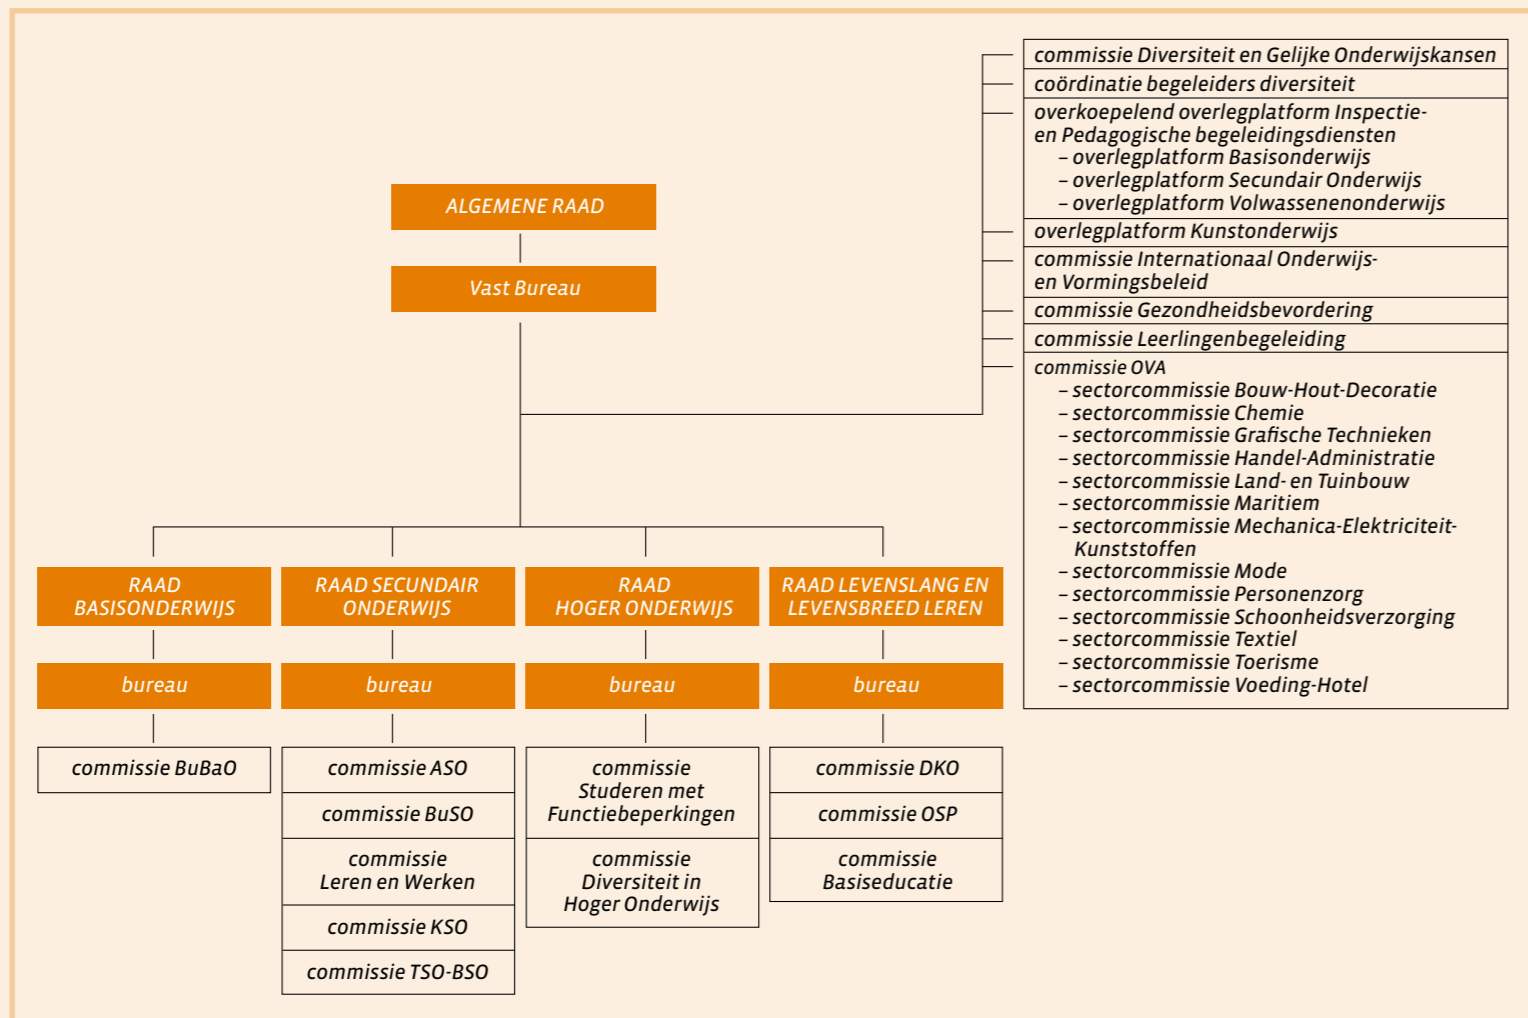 commissie Diversiteit en Gelijke Onderwijskansen
coördinatie begeleiders diversiteit
overkoepelend overlegplatform Inspectie-
en Pedagogische begeleidingsdiensten
– overlegplatform Basisonderwijs
– overlegplatform Secundair Onderwijs
– overlegplatform Volwassenenonderwijs
overlegplatform Kunstonderwijs
commissie Internationaal Onderwijs-
en Vormingsbeleid
commissie Gezondheidsbevordering
commissie Leerlingenbegeleiding
commissie OVA
– sectorcommissie Bouw-Hout-Decoratie
– sectorcommissie Chemie
– sectorcommissie Grafische Technieken
– sectorcommissie Handel-Administratie
– sectorcommissie Land- en Tuinbouw
– sectorcommissie Maritiem
– sectorcommissie Mechanica-Elektriciteit-
Kunststoffen
– sectorcommissie Mode
– sectorcommissie Personenzorg
– sectorcommissie Schoonheidsverzorging
– sectorcommissie Textiel
– sectorcommissie Toerisme
– sectorcommissie Voeding-Hotel
ALGEMENE RAAD
Vast Bureau
RAAD
BASISONDERWIJS
bureau
commissie BuBaO
RAAD SECUNDAIR
ONDERWIJS
bureau
commissie ASO
commissie BuSO
commissie
Leren en Werken
commissie KSO
commissie TSO-BSO
RAAD
HOGER ONDERWIJS
bureau
commissie
Studeren met
Functiebeperkingen
commissie
Diversiteit in
Hoger Onderwijs
RAAD LEVENSLANG EN
LEVENSBREED LEREN
bureau
commissie DKO
commissie OSP
commissie
Basiseducatie